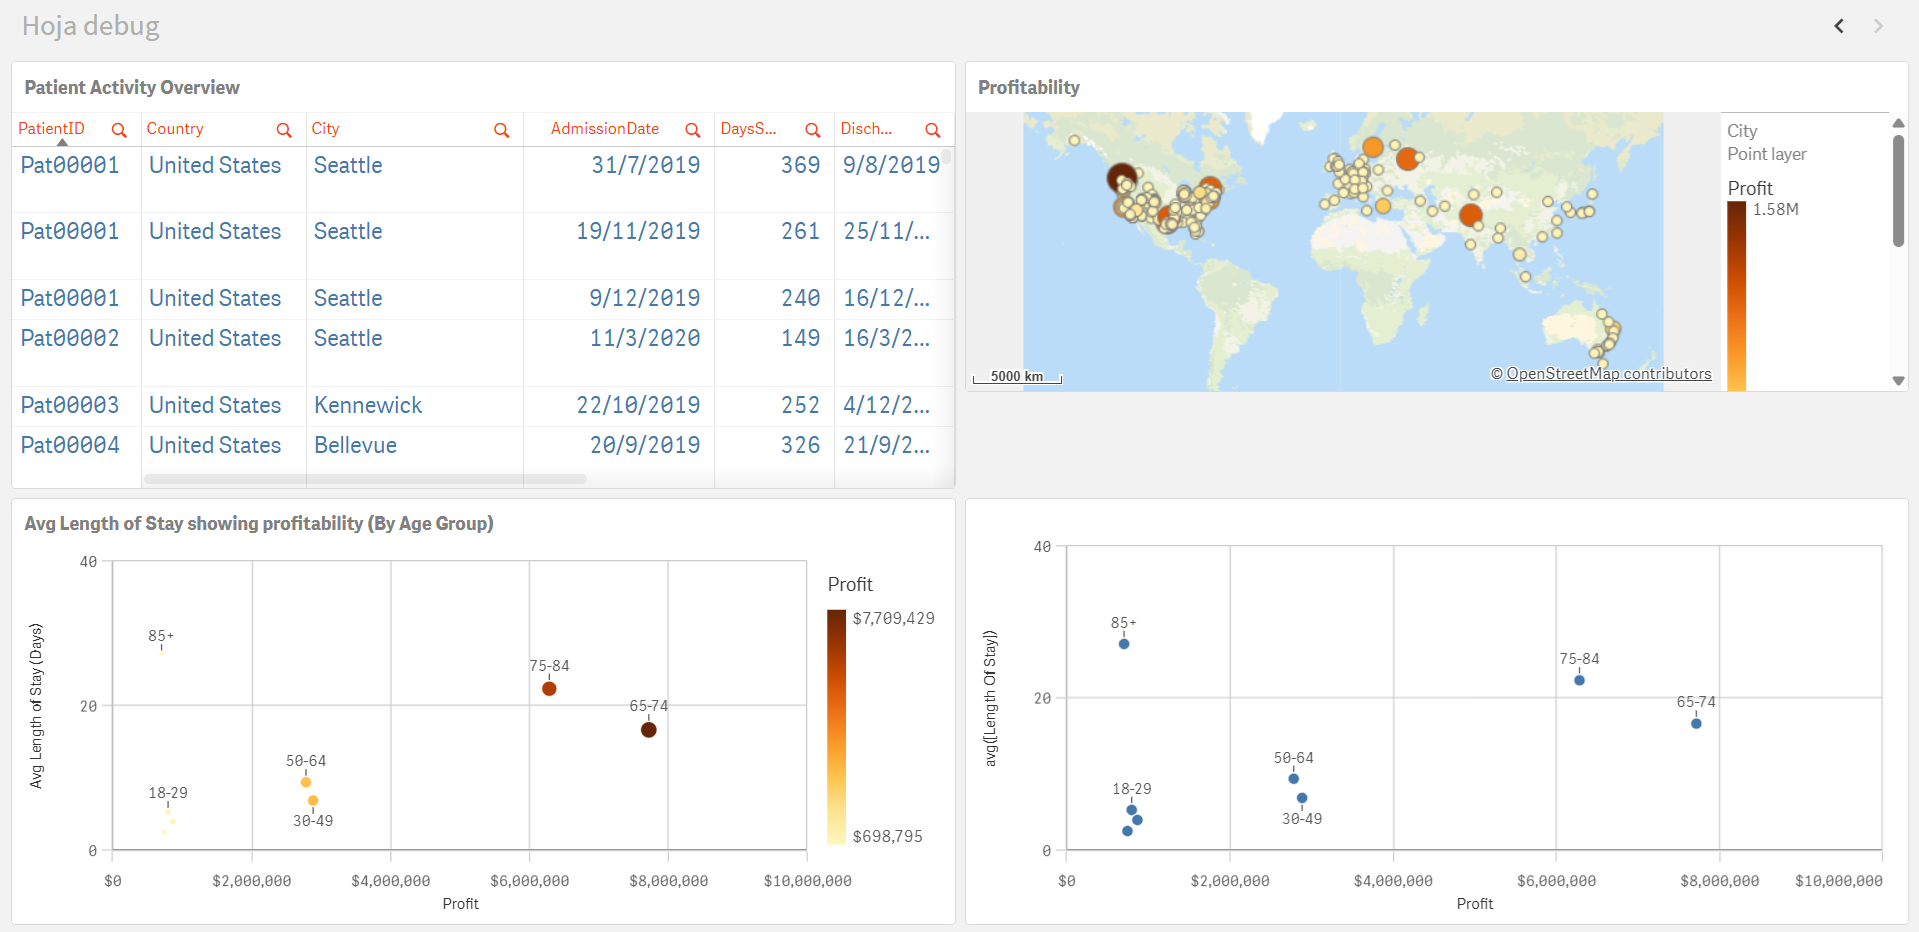 Hoja debug
Patient Activity Overview
PatientID Country City AdmissionDate DaysS... Disch...
Pat00001 United States Seattle 31/7/2019 369 9/8/2019
Pat00001 United States Seattle 19/11/2019 261 25/11/...
Pat00001 United States Seattle 9/12/2019 240 16/12/...
Pat00002 United States Seattle 11/3/2020 149 16/3/2...
Pat00003 United States Kennewick 22/10/2019 252 4/12/2...
Pat00004 United States Bellevue 20/9/2019 326 21/9/2...
Profitability
City
Point layer
Profit
1.58M
5000 km
© OpenStreetMap contributors
Avg Length of Stay showing profitability (By Age Group)
Avg Length of Stay (Days)
40
20
0
85+
75-84
65-74
50-64
18-29
30-49
$0 $2,000,000 $4,000,000 $6,000,000 $8,000,000 $10,000,000
Profit
Profit
$7,709,429
$698,795
avg([Length Of Stay])
40
20
0
85+
75-84
65-74
50-64
18-29
30-49
$0 $2,000,000 $4,000,000 $6,000,000 $8,000,000 $10,000,000
Profit